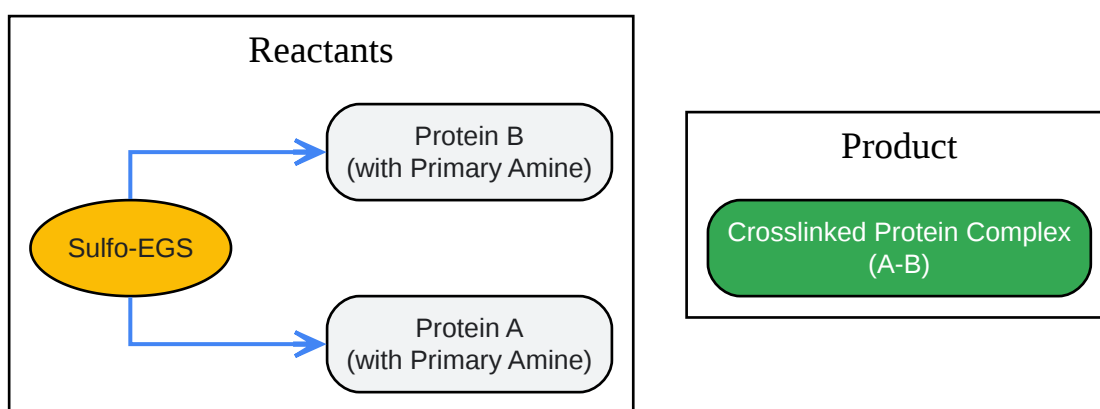 Reactants
Protein B
(with Primary Amine)
Sulfo-EGS
Protein A
(with Primary Amine)
Product
Crosslinked Protein Complex
(A-B)